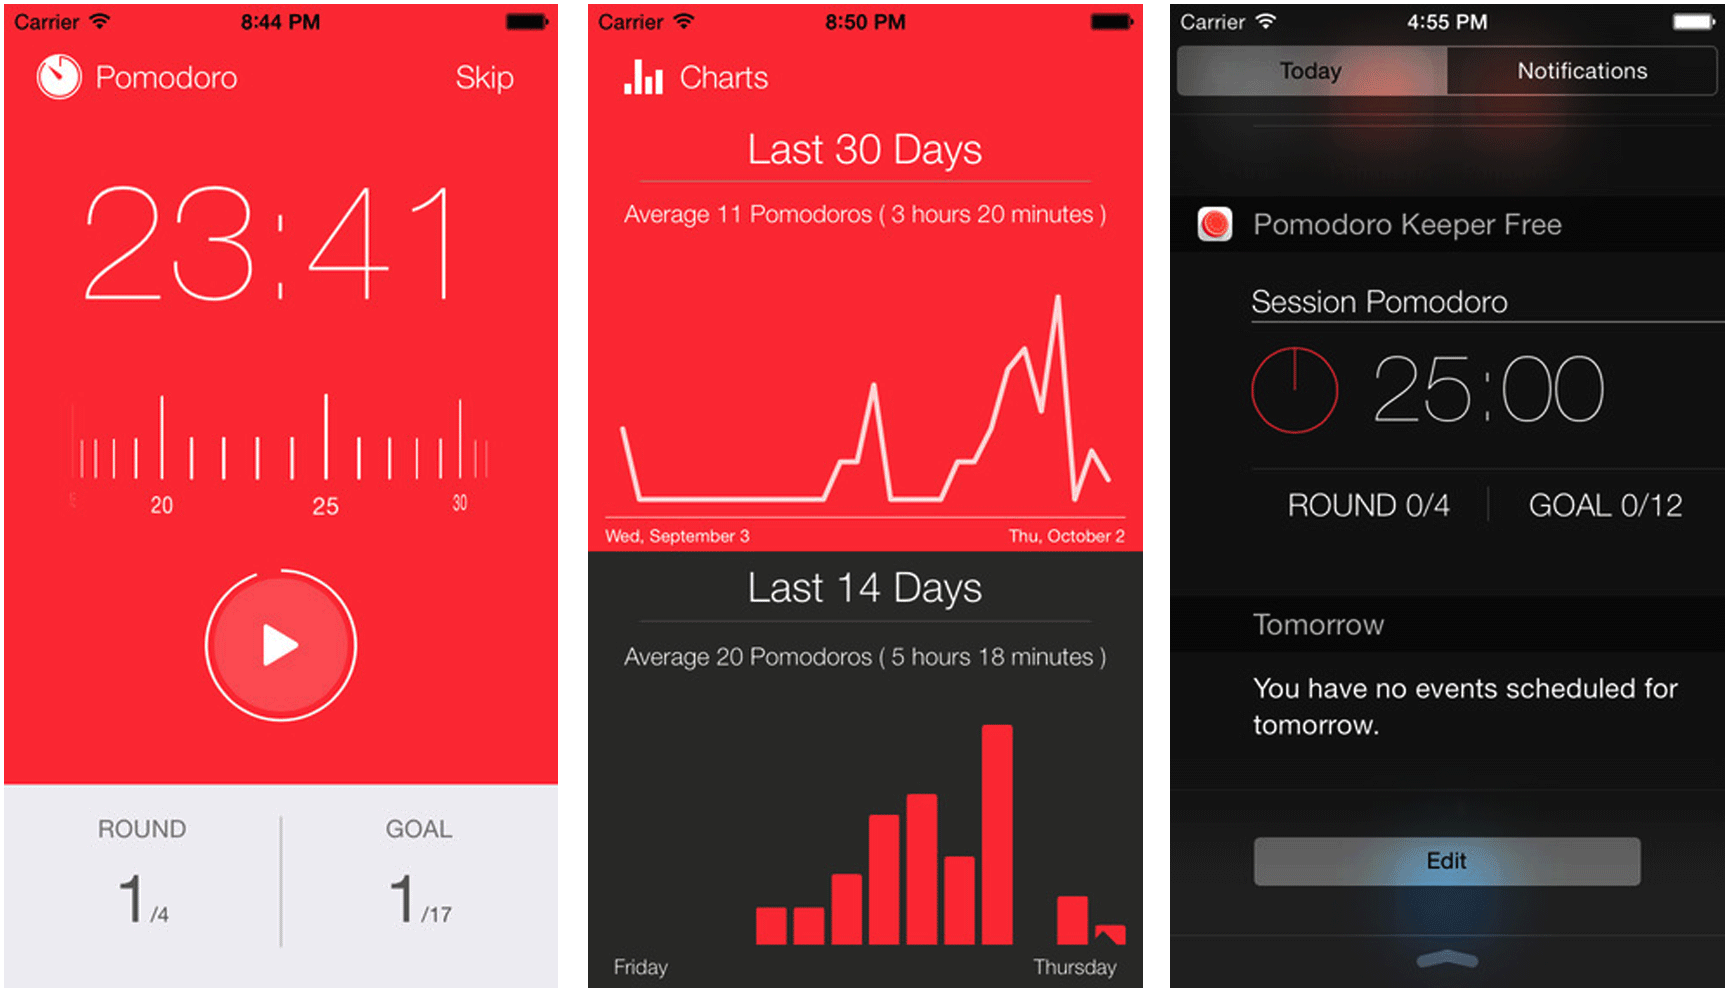 Carrier 8:44 PM
Pomodoro Skip
23:41
20 25 30
ROUND GOAL
1/4 1/17
Carrier 8:50 PM
Charts
Last 30 Days
Average 11 Pomodoros ( 3 hours 20 minutes )
Wed, September 3 Thu, October 2
Last 14 Days
Average 20 Pomodoros ( 5 hours 18 minutes )
Friday Thursday
Carrier 4:55 PM
Today Notifications
Pomodoro Keeper Free
Session Pomodoro
25:00
ROUND 0/4 GOAL 0/12
Tomorrow
You have no events scheduled for
tomorrow.
Edit